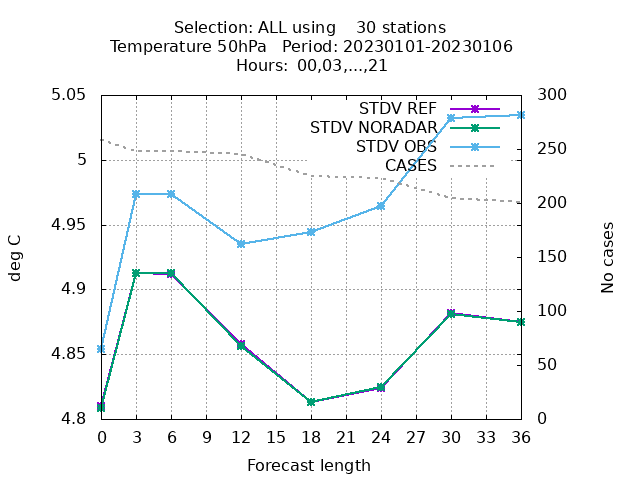 Selection: ALL using    30 stations
Temperature 50hPa   Period: 20230101-20230106
Hours: 00,03,...,21
5.05
5
4.95
4.9
4.85
4.8
deg C
STDV REF
STDV NORADAR
STDV OBS
CASES
300
250
200
150
100
50
0
No cases
0 3 6 9 12 15 18 21 24 27 30 33 36
Forecast length